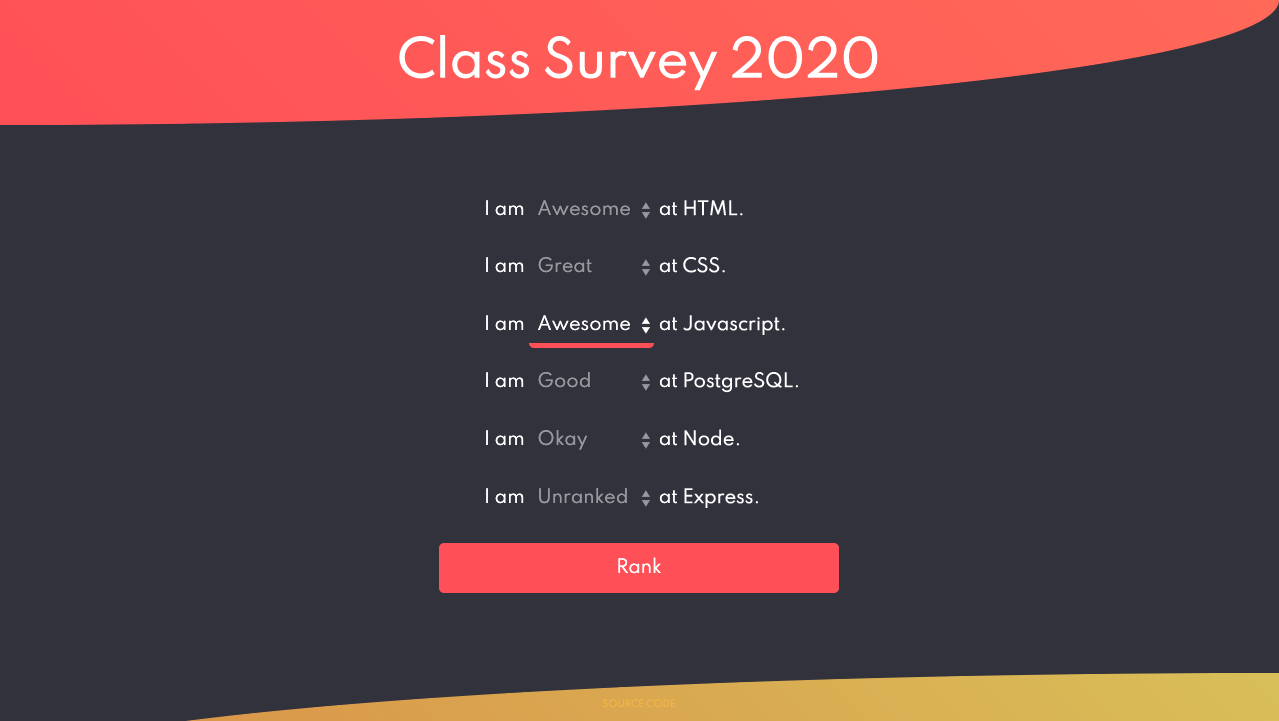 Class Survey 2020
I am Awesome at HTML.
I am Great at CSS.
I am Awesome at Javascript.
I am Good at PostgreSQL.
I am Okay at Node.
I am Unranked at Express.
Rank
SOURCE CODE